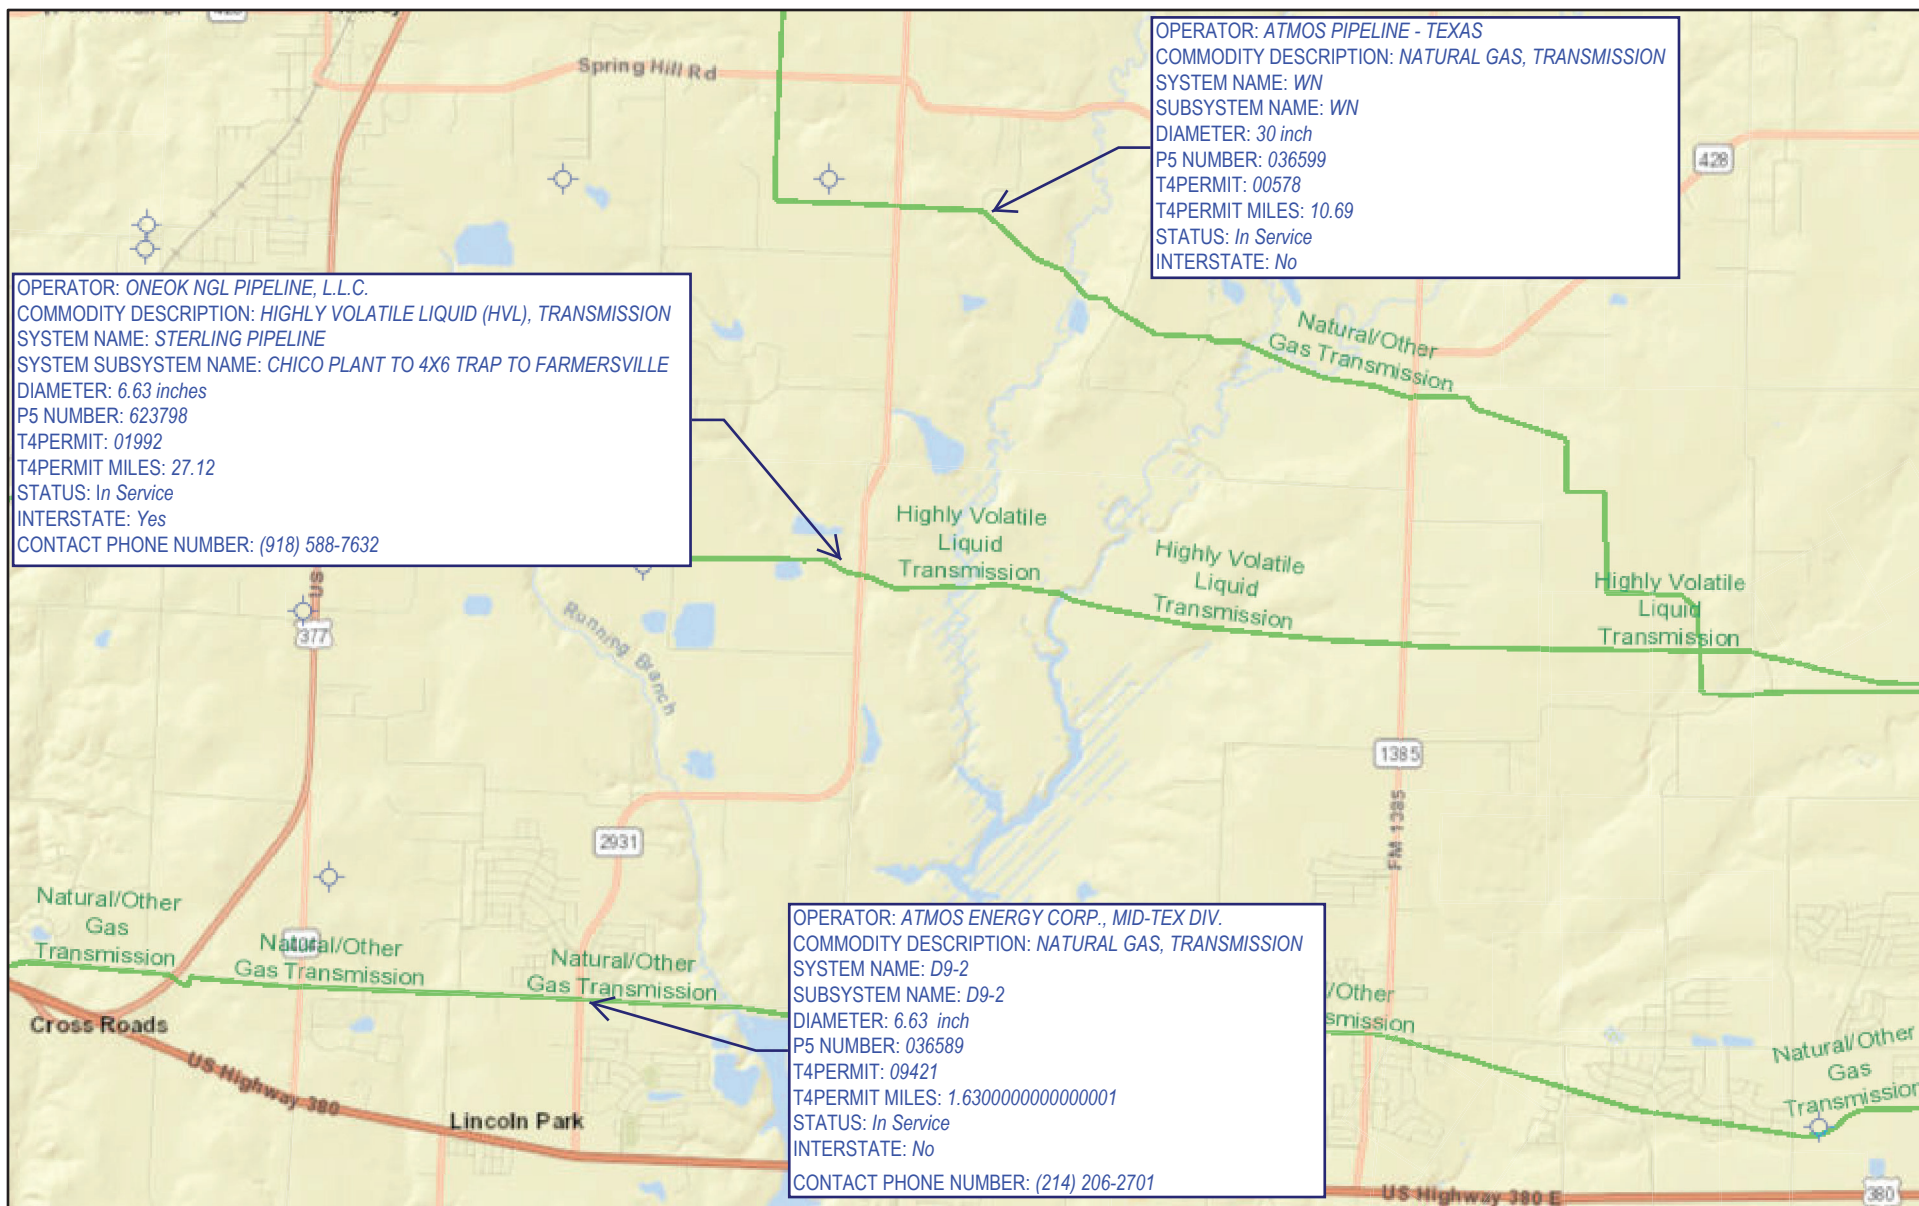 Spring Hill Rd
OPERATOR: ATMOS PIPELINE - TEXAS
COMMODITY DESCRIPTION: NATURAL GAS, TRANSMISSION
SYSTEM NAME: WN
SUBSYSTEM NAME: WN
DIAMETER: 30 inch
P5 NUMBER: 036599
T4PERMIT: 00578
T4PERMIT MILES: 10.69
STATUS: In Service
INTERSTATE: No
428
OPERATOR: ONEOK NGL PIPELINE, L.L.C.
COMMODITY DESCRIPTION: HIGHLY VOLATILE LIQUID (HVL), TRANSMISSION
SYSTEM NAME: STERLING PIPELINE
SYSTEM SUBSYSTEM NAME: CHICO PLANT TO 4X6 TRAP TO FARMERSVILLE
DIAMETER: 6.63 inches
P5 NUMBER: 623798
T4PERMIT: 01992
T4PERMIT MILES: 27.12
STATUS: In Service
INTERSTATE: Yes
CONTACT PHONE NUMBER: (918) 588-7632
Natural/Other
Gas Transmission
Highly Volatile
Liquid
Transmission
Highly Volatile
Liquid
Transmission
Highly Volatile
Liquid
Transmission
US
377
Running Branch
1385
FM 1385
2931
Natural/Other
Gas
Transmission
Natural/Other
Gas Transmission
Natural/Other
Gas Transmission
OPERATOR: ATMOS ENERGY CORP., MID-TEX DIV.
COMMODITY DESCRIPTION: NATURAL GAS, TRANSMISSION
SYSTEM NAME: D9-2
SUBSYSTEM NAME: D9-2
DIAMETER: 6.63 inch
P5 NUMBER: 036589
T4PERMIT: 09421
T4PERMIT MILES: 1.6300000000000001
STATUS: In Service
INTERSTATE: No
CONTACT PHONE NUMBER: (214) 206-2701
/Other
smission
Natural/Other
Gas
Transmission
Cross Roads
US Highway 380
Lincoln Park
US Highway 380 E
380